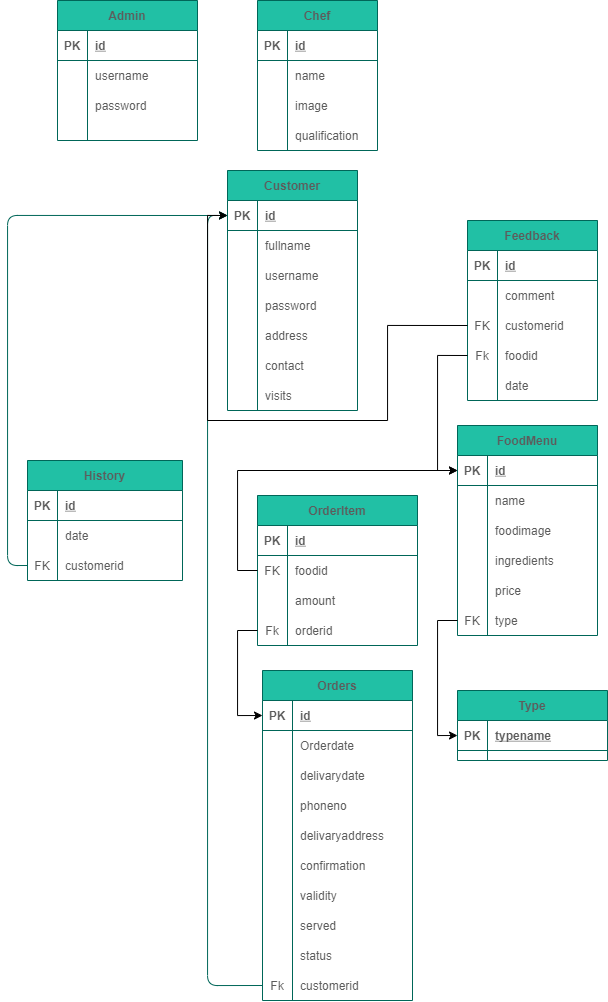 Admin
PK id
username
password
Chef
PK id
name
image
qualification
Customer
PK id
fullname
username
password
address
contact
visits
Feedback
PK id
comment
FK customerid
Fk foodid
date
FoodMenu
PK id
name
foodimage
ingredients
price
FK type
History
PK id
date
FK customerid
OrderItem
PK id
FK foodid
amount
Fk orderid
Orders
PK id
Orderdate
delivarydate
phoneno
delivaryaddress
confirmation
validity
served
status
Fk customerid
Type
PK typename